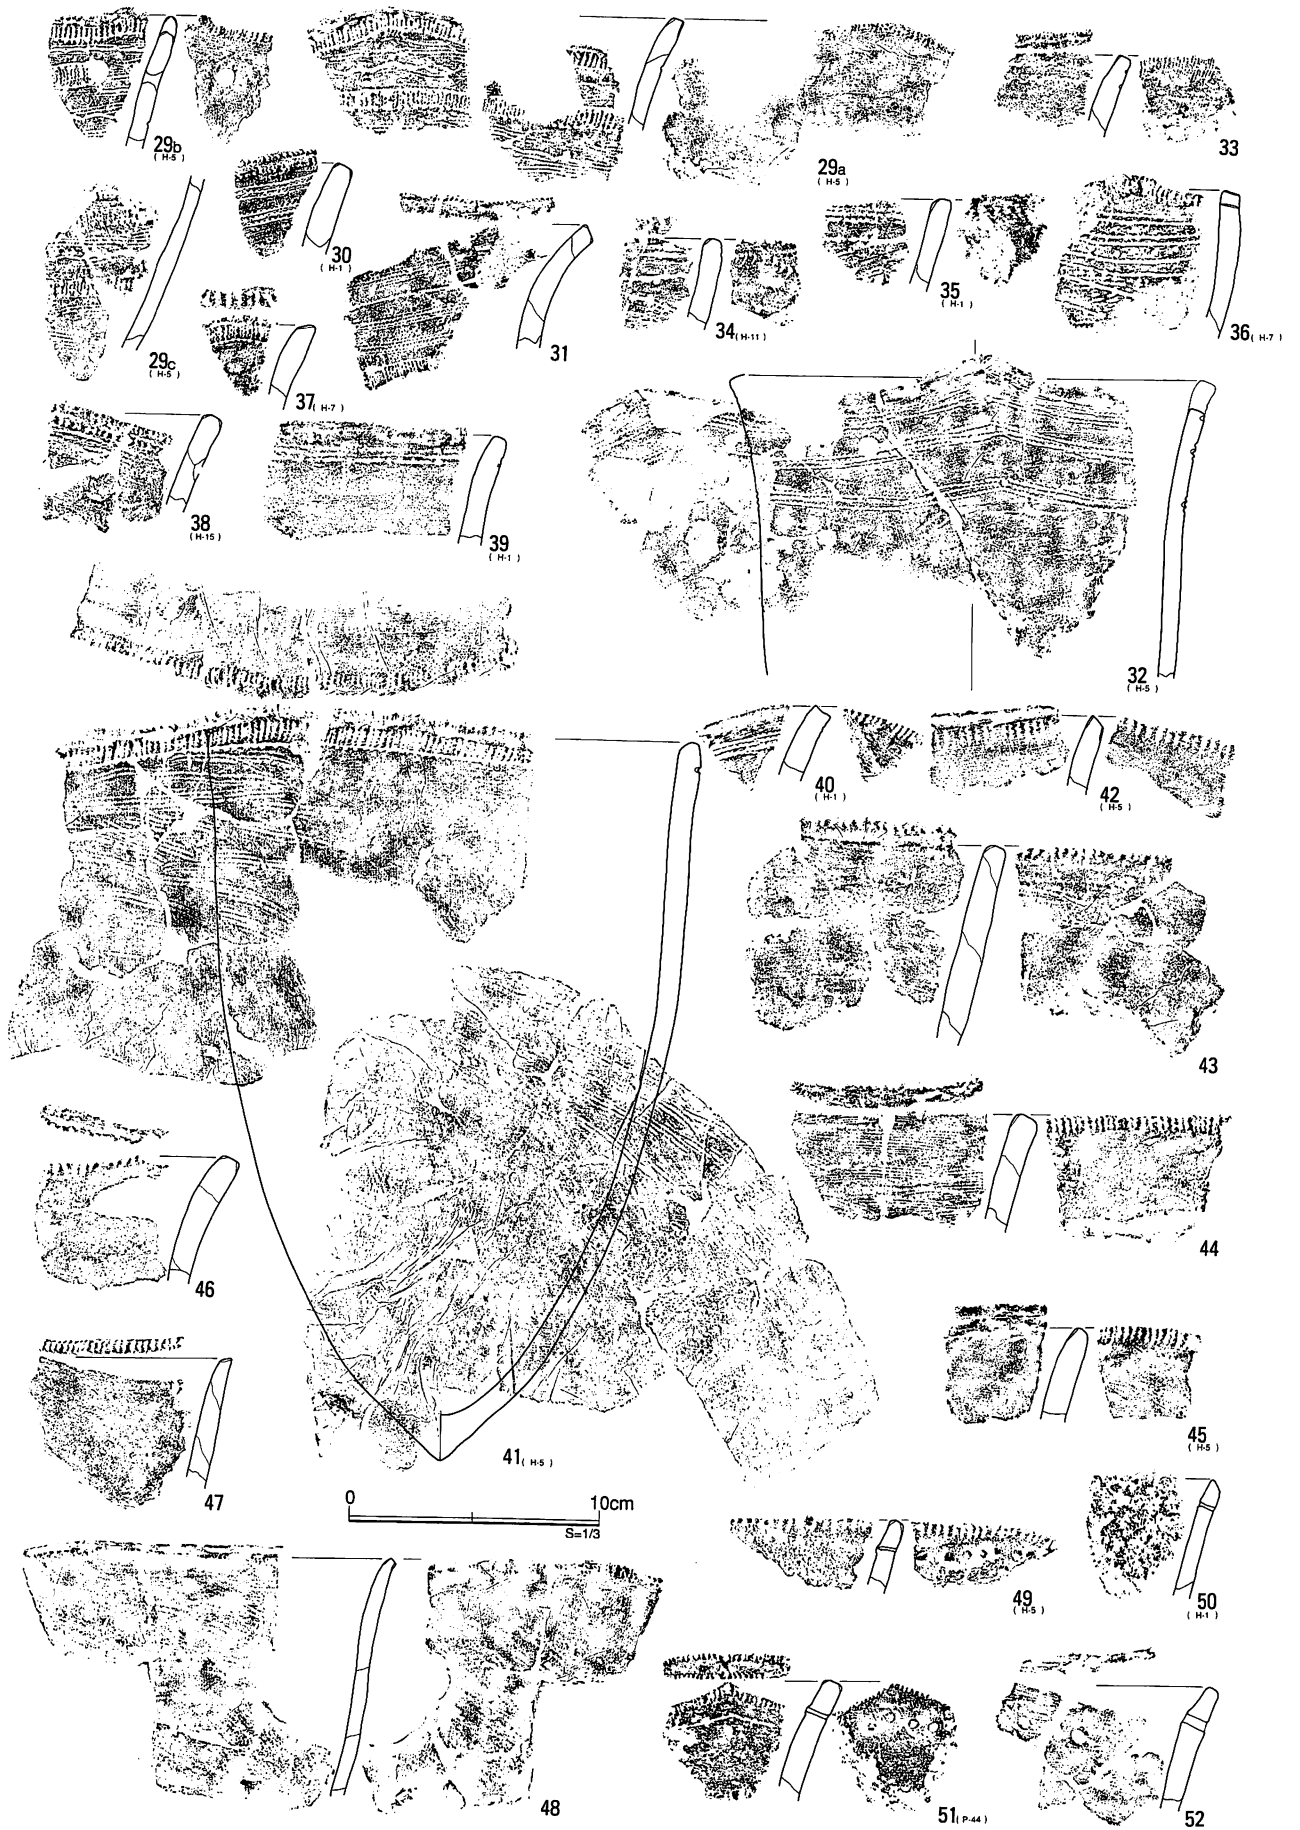 29b
( H-5 )
29a
( H-5 )
33
30
( H-1 )
29c
( H-5 )
31
34 ( H-11 )
35
( H-1 )
36 ( H-7 )
37 ( H-7 )
38
( H-15 )
39
( H-1 )
32
( H-5 )
40
( H-1 )
42
( H-5 )
43
44
46
45
( H-5 )
47
41 ( H-5 )
0 10cm
S=1/3
49
( H-5 )
50
( H-1 )
48
51 ( P-44 )
52